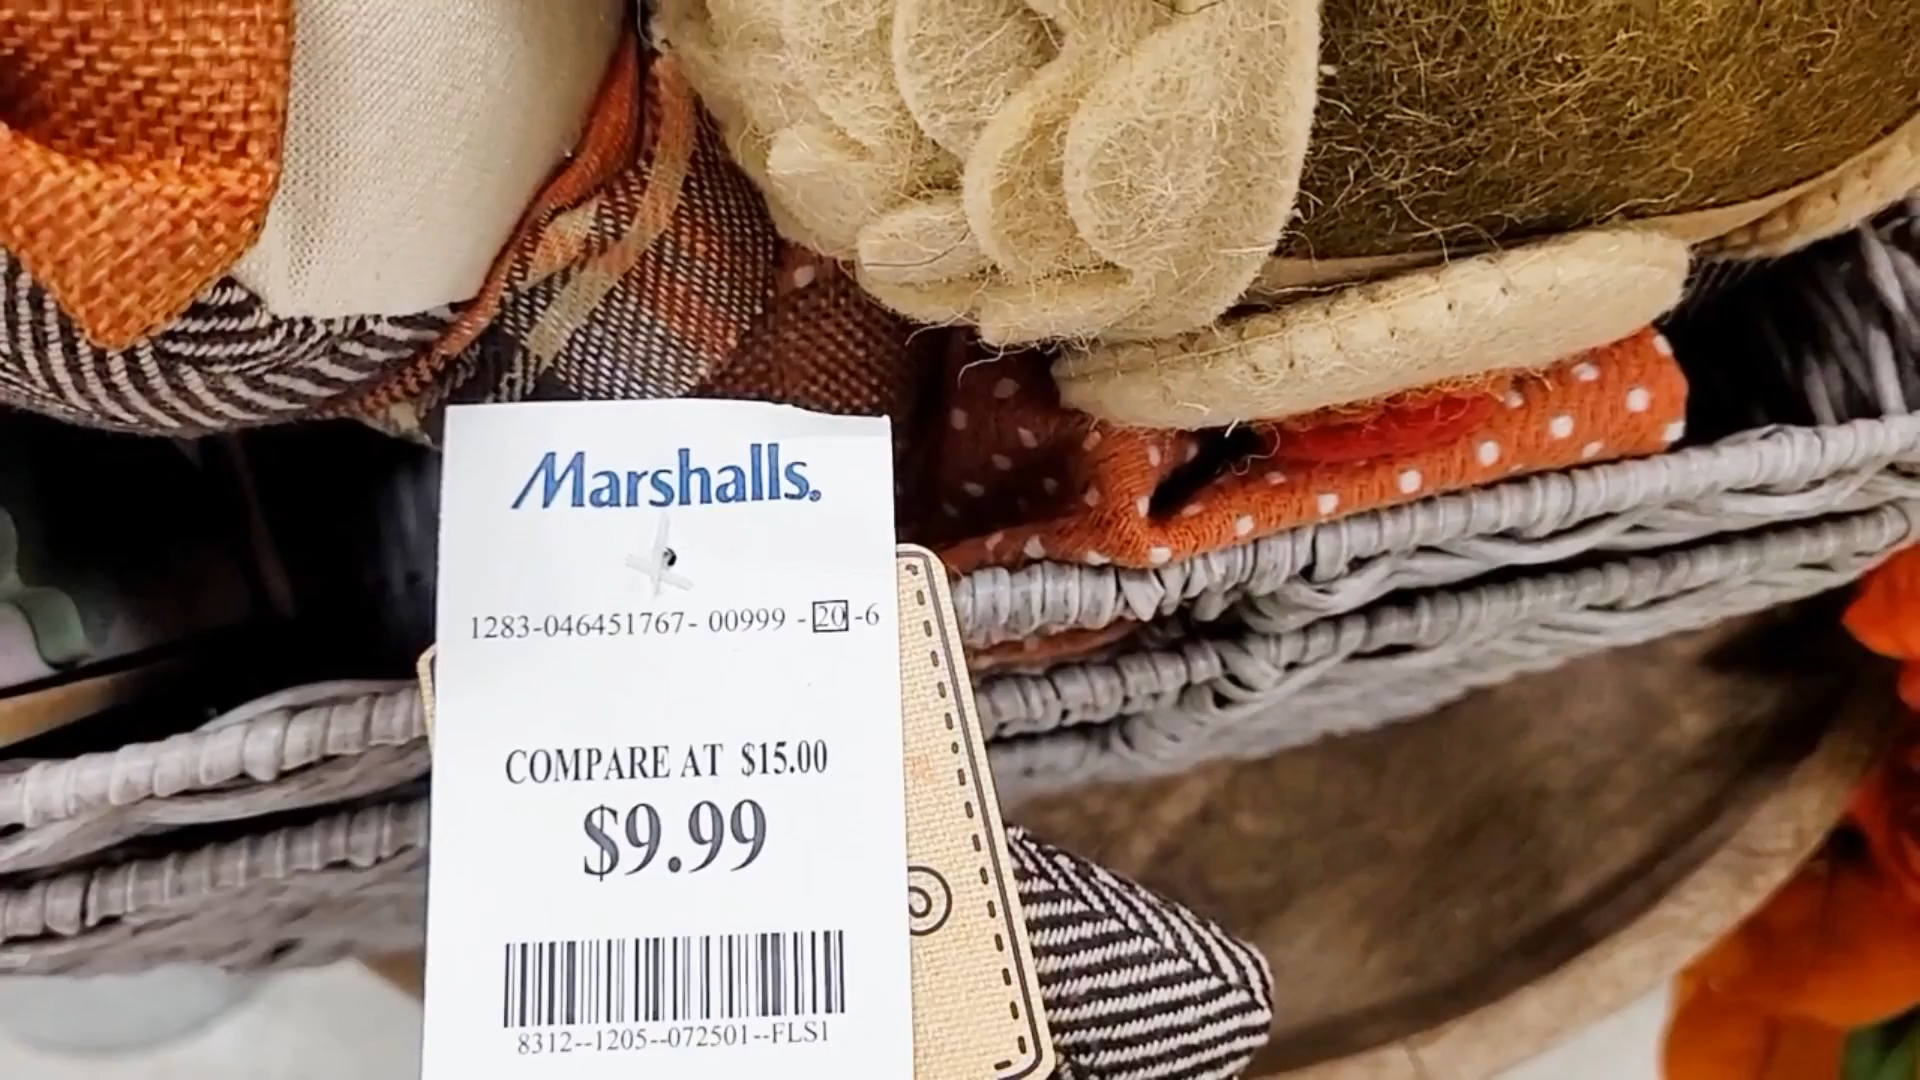 Marshalls.
1283-046451767- 00999 - 20 -6
COMPARE AT $15.00
$9.99
8312--1205--072501--FLS1